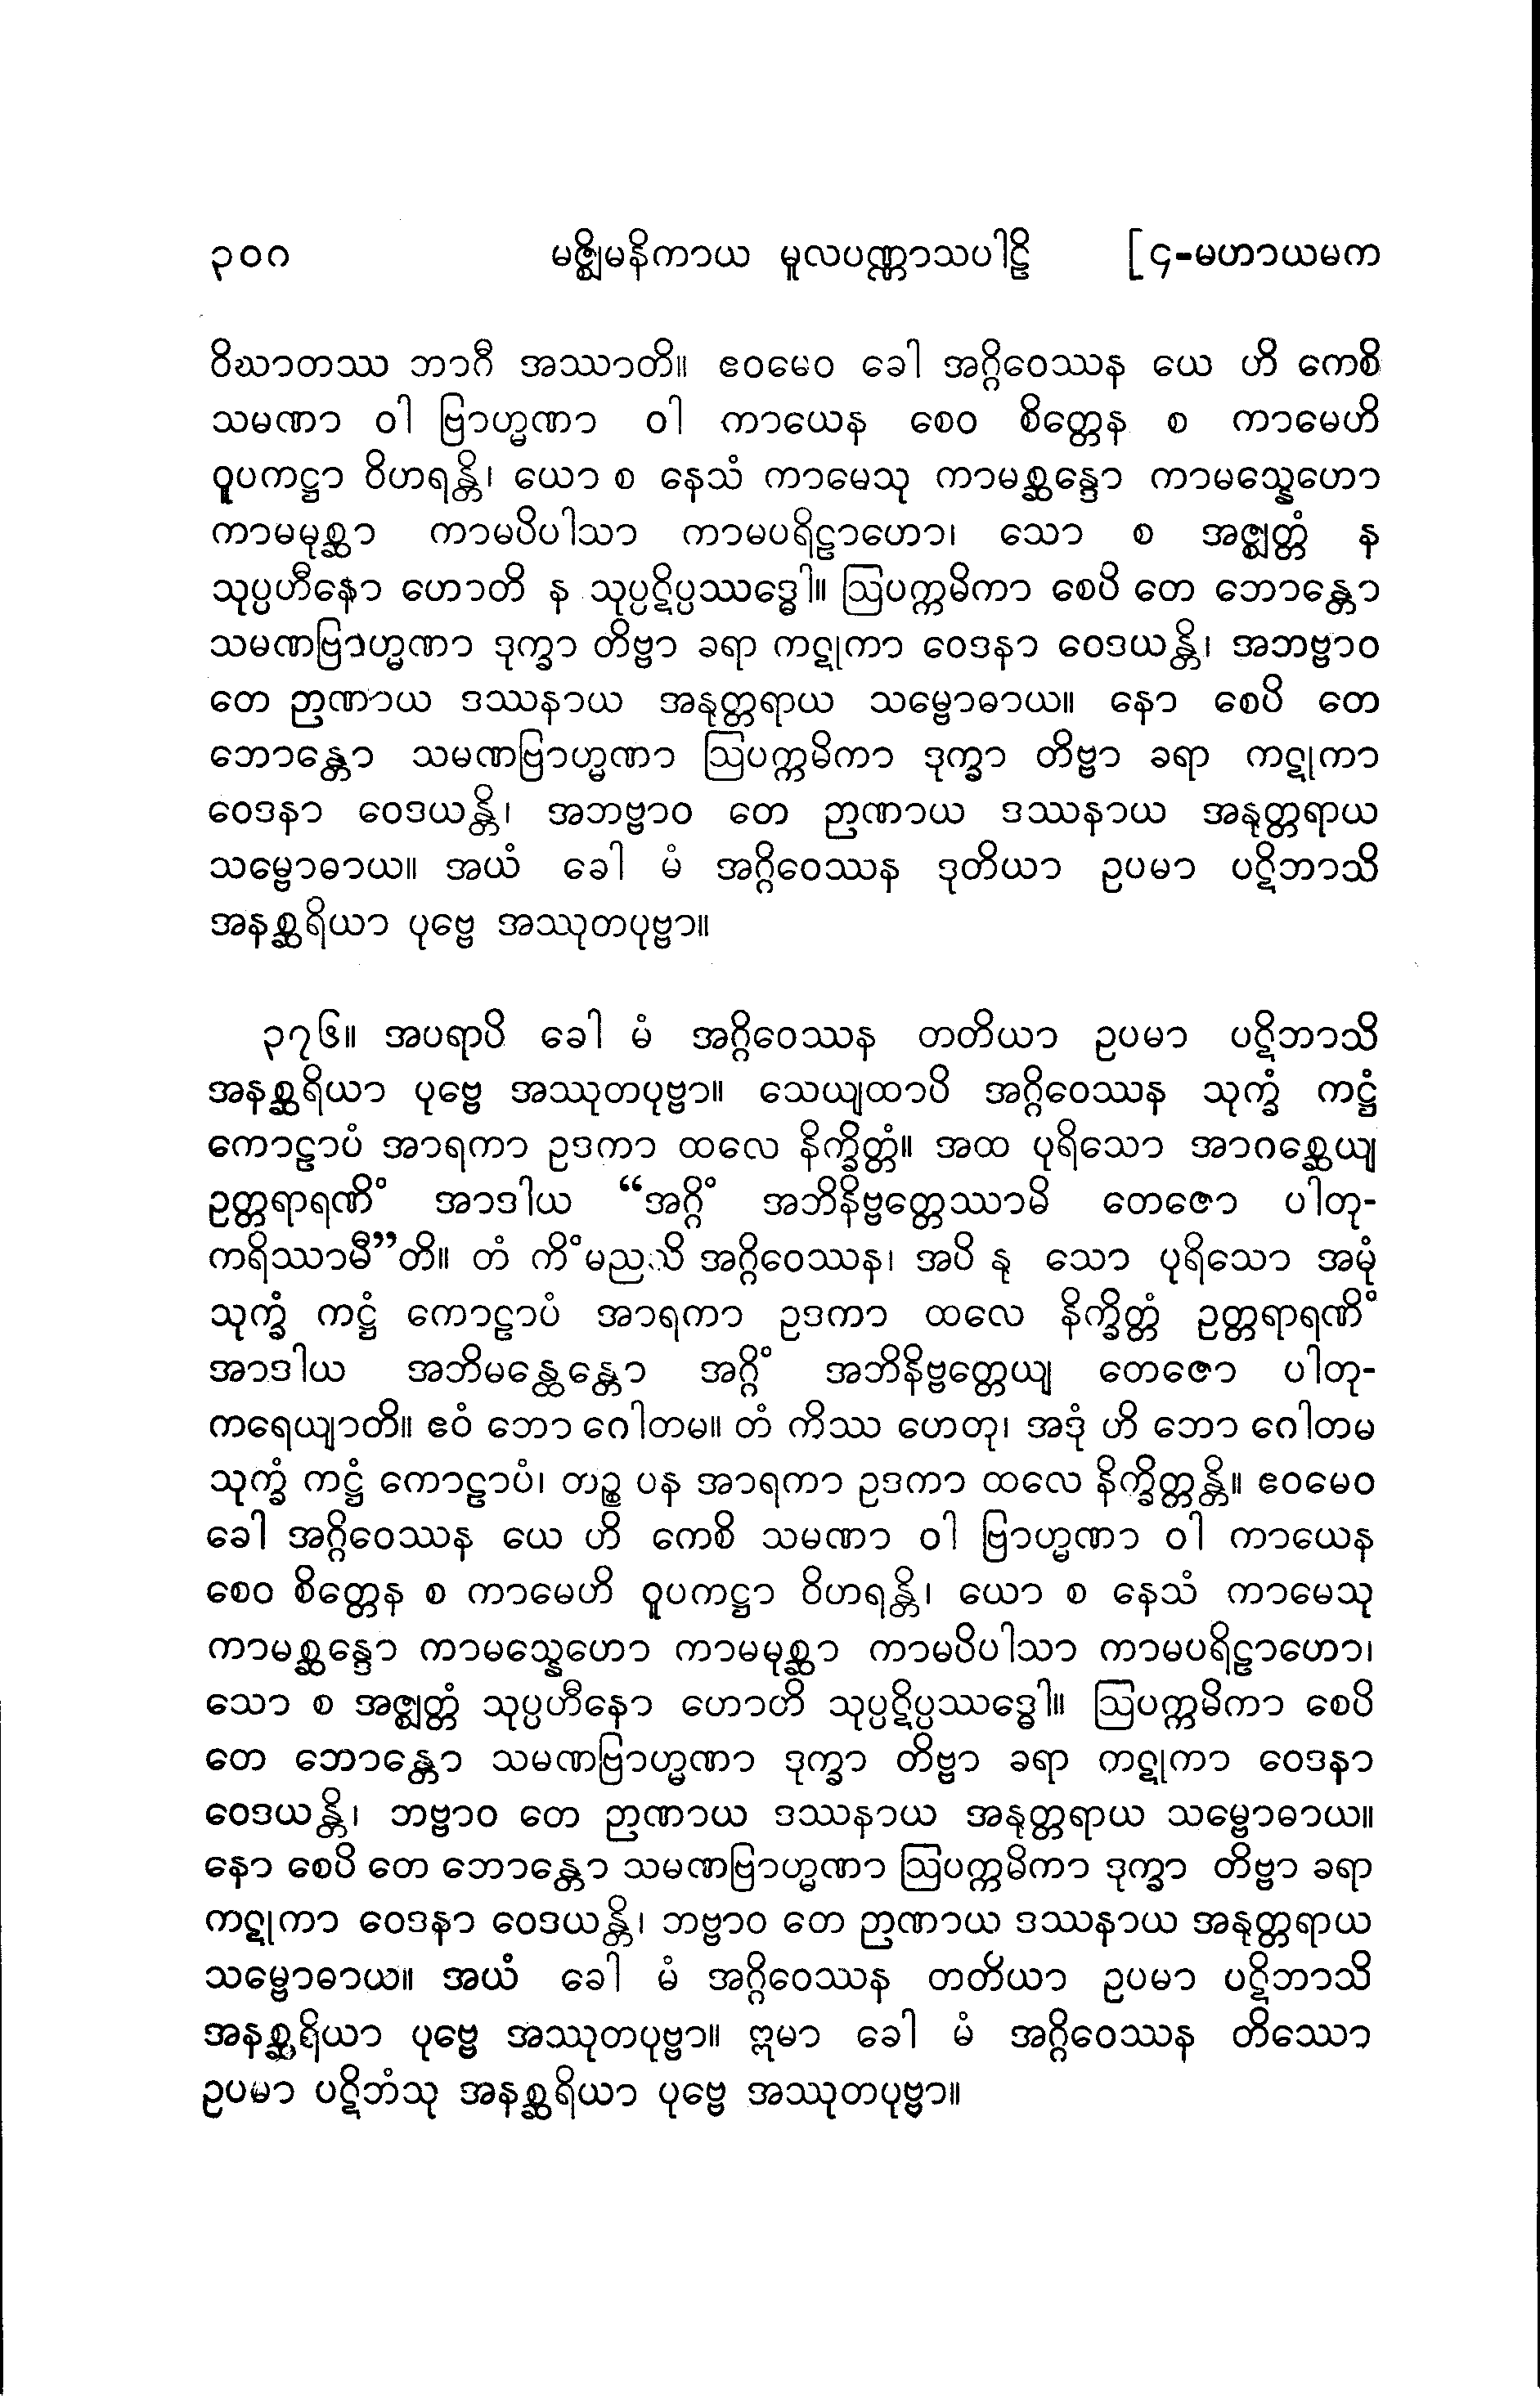 ၃၀ဂ မဇ္ဈိမနိကာယ မူလပဏ္ဏာသပါဠိ [၄-မဟာယမက
ဝိဃာတဿ ဘာဂီ အဿာတိ။ ဧဝမေဝ ခေါ အဂ္ဂိဝေဿန ယေ ဟိ ကေစိ
သမဏာ ဝါ ဗြာဟ္မဏာ ဝါ ကာယေန စေဝ စိတ္တေန စ ကာမေဟိ
ဝူပကဋ္ဌာ ဝိဟရန္တိ၊ ယော စ နေသံ ကာမေသု ကာမစ္ဆန္ဒော ကာမသ္နေဟော
ကာမမုစ္ဆာ ကာမပိပါသာ ကာမပရိဠာဟော၊ သော စ အဇ္ဈတ္တံ န
သုပ္ပဟီနော ဟောတိ န သုပ္ပဋိပ္ပဿဒ္ဓေါ။ ဩပက္ကမိကာ စေပိ တေ ဘောန္တော
သမဏဗြာဟ္မဏာ ဒုက္ခာ တိဗ္ဗာ ခရာ ကဋုကာ ဝေဒနာ ဝေဒယန္တိ၊ အဘဗ္ဗာဝ
တေ ဉာဏာယ ဒဿနာယ အနုတ္တရာယ သမ္ဗောဓာယ။ နော စေပိ တေ
ဘောန္တော သမဏဗြာဟ္မဏာ ဩပက္ကမိကာ ဒုက္ခာ တိဗ္ဗာ ခရာ ကဋုကာ
ဝေဒနာ ဝေဒယန္တိ၊ အဘဗ္ဗာဝ တေ ဉာဏာယ ဒဿနာယ အနုတ္တရာယ
သမ္ဗောဓာယ။ အယံ ခေါ မံ အဂ္ဂိဝေဿန ဒုတိယာ ဥပမာ ပဋိဘာသိ
အနစ္ဆရိယာ ပုဗ္ဗေ အဿုတပုဗ္ဗာ။
၃၇၆။ အပရာပိ ခေါ မံ အဂ္ဂိဝေဿန တတိယာ ဥပမာ ပဋိဘာသိ
အနစ္ဆရိယာ ပုဗ္ဗေ အဿုတပုဗ္ဗာ။ သေယျထာပိ အဂ္ဂိဝေဿန သုက္ခံ ကဋ္ဌံ
ကောဠာပံ အာရကာ ဥဒကာ ထလေ နိက္ခိတ္တံ။ အထ ပုရိသော အာဂစ္ဆေယျ
ဥတ္တရာရဏိံ အာဒါယ “အဂ္ဂိံ အဘိနိဗ္ဗတ္တေဿာမိ တေဇော ပါတု-
ကရိဿာမီ”တိ။ တံ ကိံမညသိ အဂ္ဂိဝေဿန၊ အပိ နု သော ပုရိသော အမုံ
သုက္ခံ ကဋ္ဌံ ကောဠာပံ အာရကာ ဥဒကာ ထလေ နိက္ခိတ္တံ ဥတ္တရာရဏိံ
အာဒါယ အဘိမန္ထေန္တော အဂ္ဂိံ အဘိနိဗ္ဗတ္တေယျ တေဇော ပါတု-
ကရေယျာတိ။ ဧဝံ ဘော ဂေါတမ။ တံ ကိဿ ဟေတု၊ အဒုံ ဟိ ဘော ဂေါတမ
သုက္ခံ ကဋ္ဌံ ကောဠာပံ၊ တဉ္စ ပန အာရကာ ဥဒကာ ထလေ နိက္ခိတ္တန္တိ။ ဧဝမေဝ
ခေါ အဂ္ဂိဝေဿန ယေ ဟိ ကေစိ သမဏာ ဝါ ဗြာဟ္မဏာ ဝါ ကာယေန
စေဝ စိတ္တေန စ ကာမေဟိ ဝူပကဋ္ဌာ ဝိဟရန္တိ၊ ယော စ နေသံ ကာမေသု
ကာမစ္ဆန္ဒော ကာမသ္နေဟော ကာမမုစ္ဆာ ကာမပိပါသာ ကာမပရိဠာဟော၊
သော စ အဇ္ဈတ္တံ သုပ္ပဟီနော ဟောတိ သုပ္ပဋိပ္ပဿဒ္ဓေါ။ ဩပက္ကမိကာ စေပိ
တေ ဘောန္တော သမဏဗြာဟ္မဏာ ဒုက္ခာ တိဗ္ဗာ ခရာ ကဋုကာ ဝေဒနာ
ဝေဒယန္တိ၊ ဘဗ္ဗာဝ တေ ဉာဏာယ ဒဿနာယ အနုတ္တရာယ သမ္ဗောဓာယ။
နော စေပိ တေ ဘောန္တော သမဏဗြာဟ္မဏာ ဩပက္ကမိကာ ဒုက္ခာ တိဗ္ဗာ ခရာ
ကဋုကာ ဝေဒနာ ဝေဒယန္တိ၊ ဘဗ္ဗာဝ တေ ဉာဏာယ ဒဿနာယ အနုတ္တရာယ
သမ္ဗောဓာယ။ အယံ ခေါ မံ အဂ္ဂိဝေဿန တတိယာ ဥပမာ ပဋိဘာသိ
အနစ္ဆရိယာ ပုဗ္ဗေ အဿုတပုဗ္ဗာ။ ဣမာ ခေါ မံ အဂ္ဂိဝေဿန တိဿော
ဥပမာ ပဋိဘံသု အနစ္ဆရိယာ ပုဗ္ဗေ အဿုတပုဗ္ဗာ။